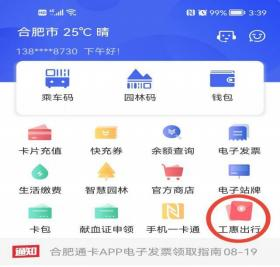 99% 3:39
合肥市 25℃ 晴
138****8730 下午好!
乘车码 园林码 钱包
卡片充值 快充券 余额查询 电子发票
生活缴费 智慧园林 官方商店 电子站牌
卡包 献血证申领 手机一卡通 工惠出行
通知 合肥通卡APP电子发票领取指南08-19